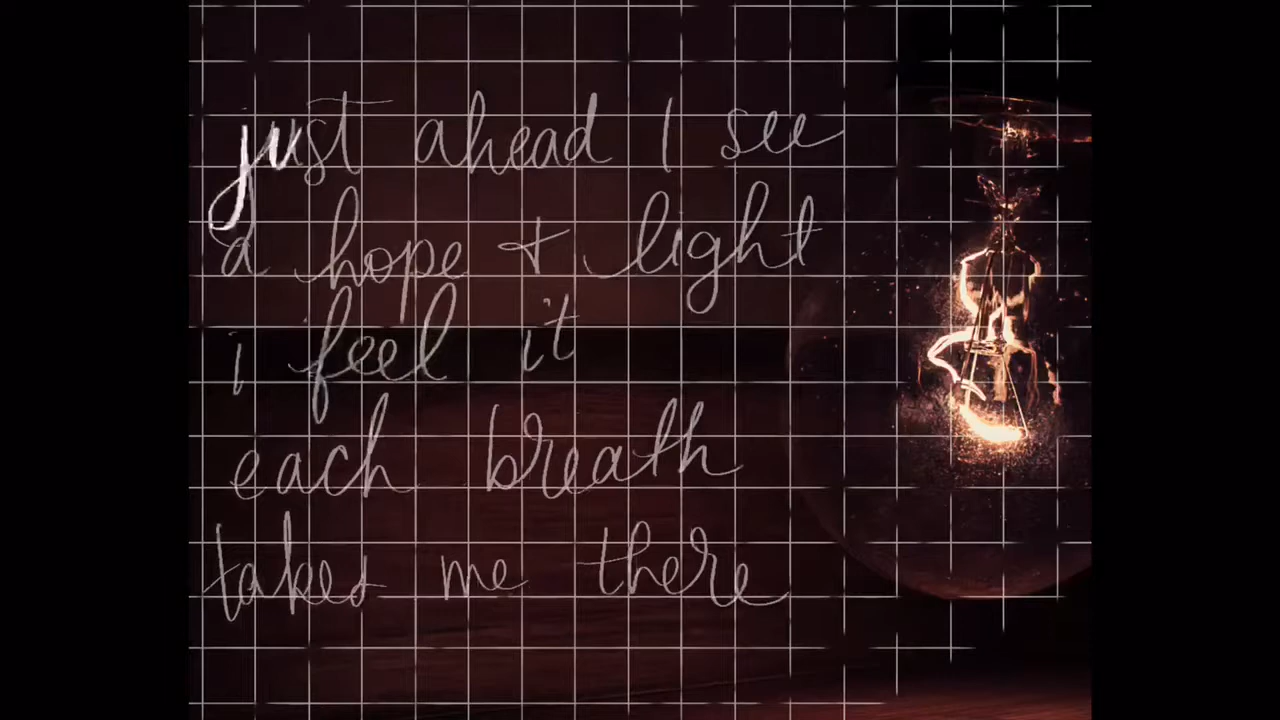 just ahead I see
a hope + light
i feel it
each breath
takes me there